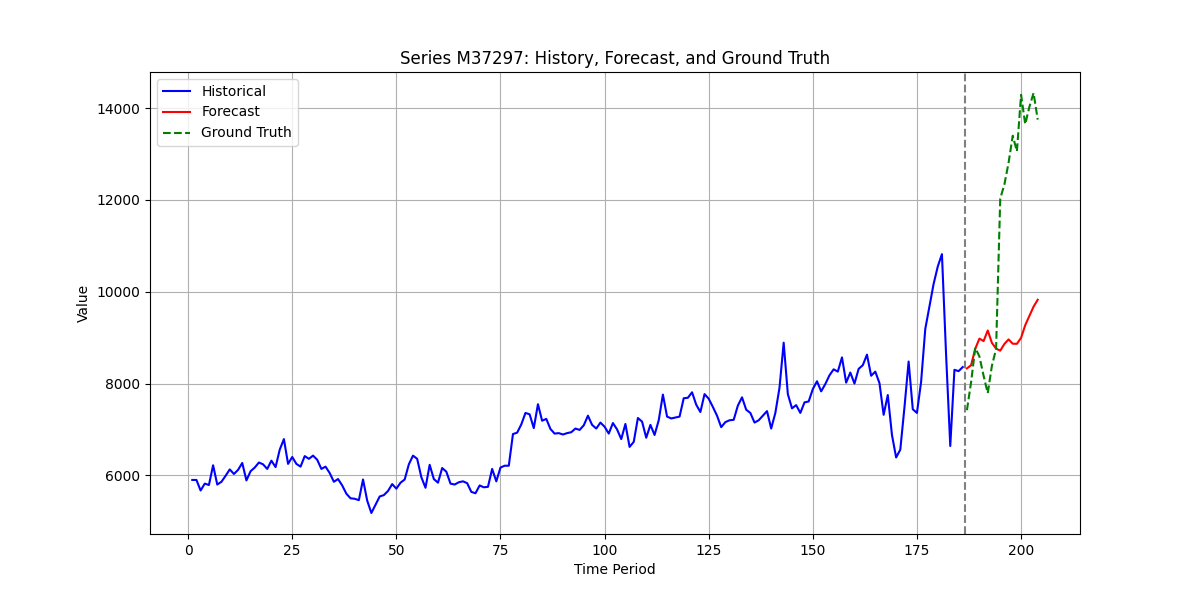 Series M37297: History, Forecast, and Ground Truth
Historical
Forecast
Ground Truth
14000
12000
10000
8000
6000
Value
0 25 50 75 100 125 150 175 200
Time Period